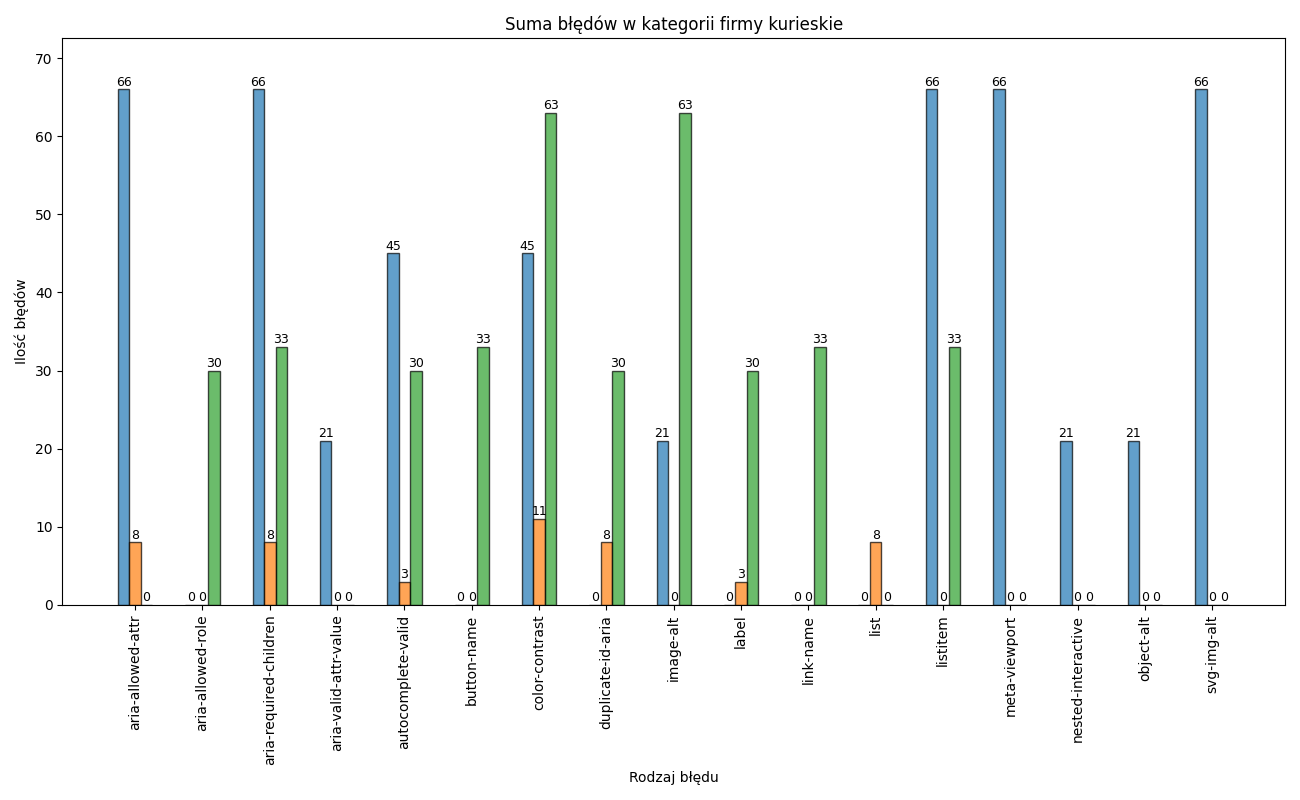 Suma błędów w kategorii firmy kurieskie
Ilość błędów
70
60
50
40
30
20
10
0
66 8 0
0 0 30
66 8 33
21 0 0
45 3 30
0 0 33
45 11 63
0 8 30
21 0 63
0 3 30
0 0 33
0 8 0
66 0 33
66 0 0
21 0 0
21 0 0
66 0 0
aria-allowed-attr
aria-allowed-role
aria-required-children
aria-valid-attr-value
autocomplete-valid
button-name
color-contrast
duplicate-id-aria
image-alt
label
link-name
list
listitem
meta-viewport
nested-interactive
object-alt
svg-img-alt
Rodzaj błędu